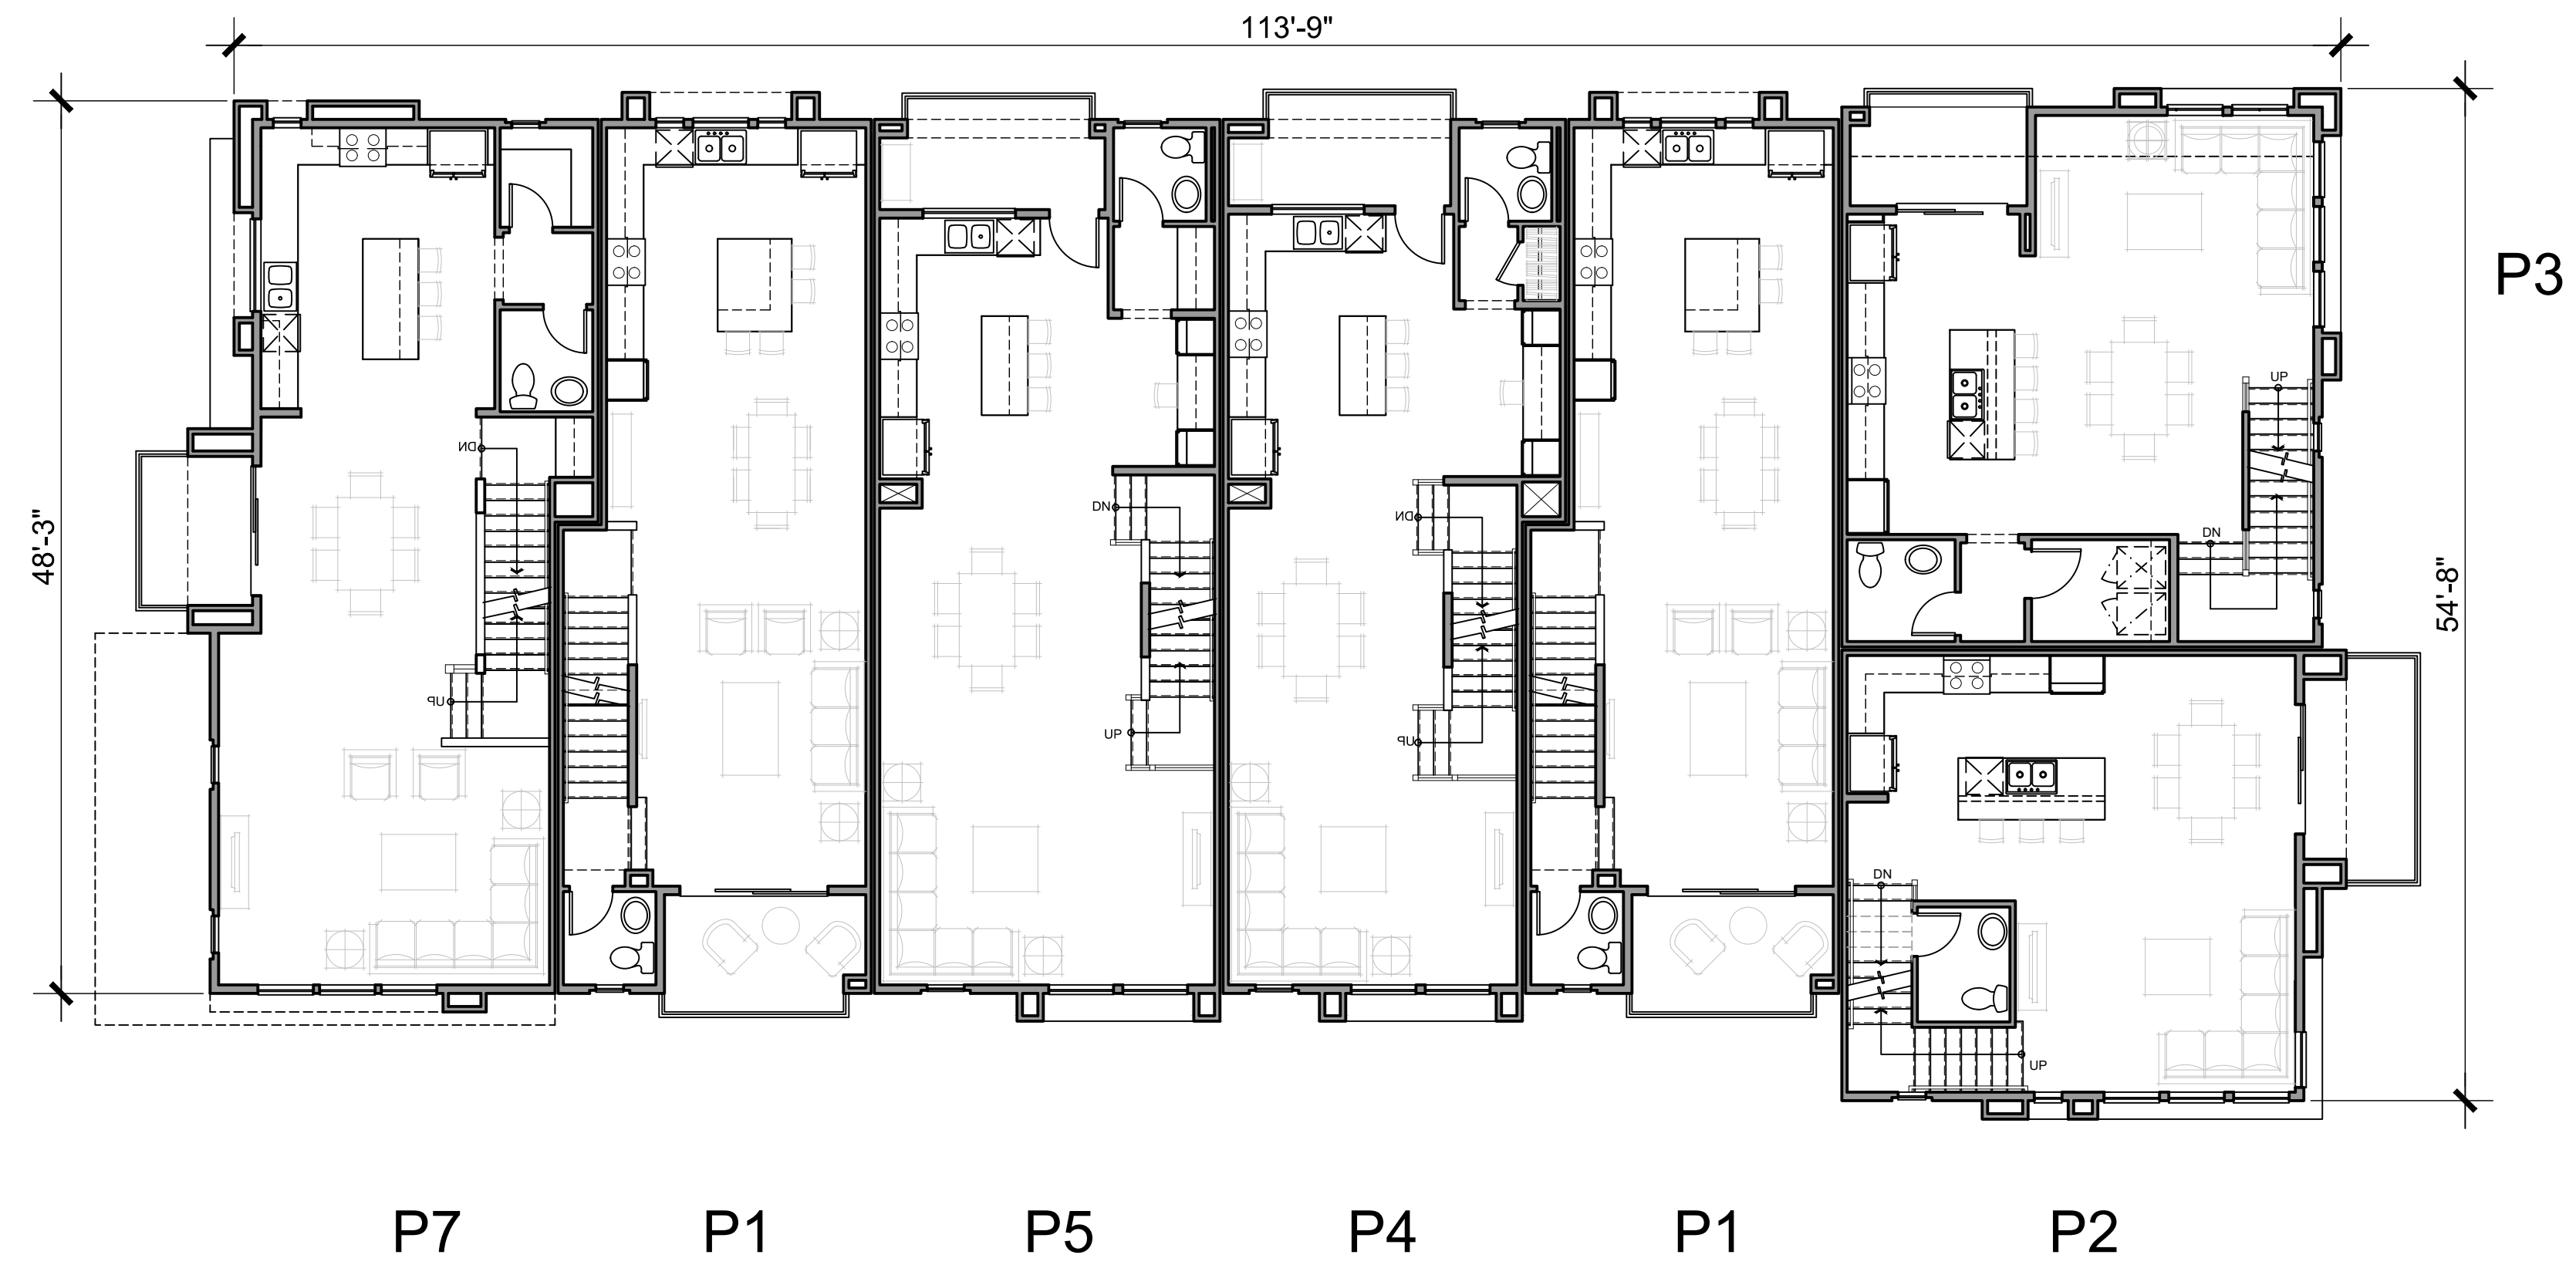 113'-9"
P3
UP
DN
DN
DN
DN
48'-3"
54'-8"
UP
UP
UP
DN
UP
P7
P1
P5
P4
P1
P2